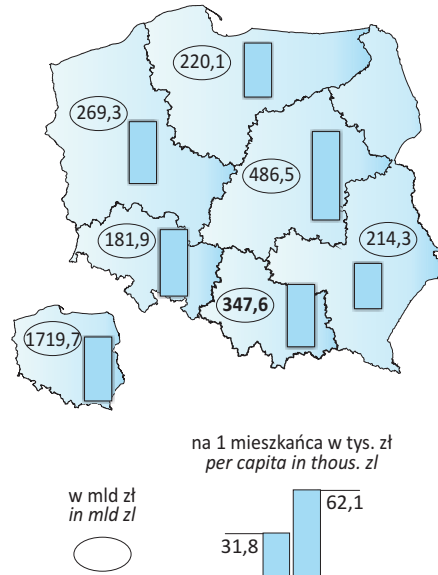 220,1
269,3
486,5
181,9
214,3
347,6
1719,7
na 1 mieszkańca w tys. zł
per capita in thous. zl
w mld zł
in mld zl
62,1
31,8